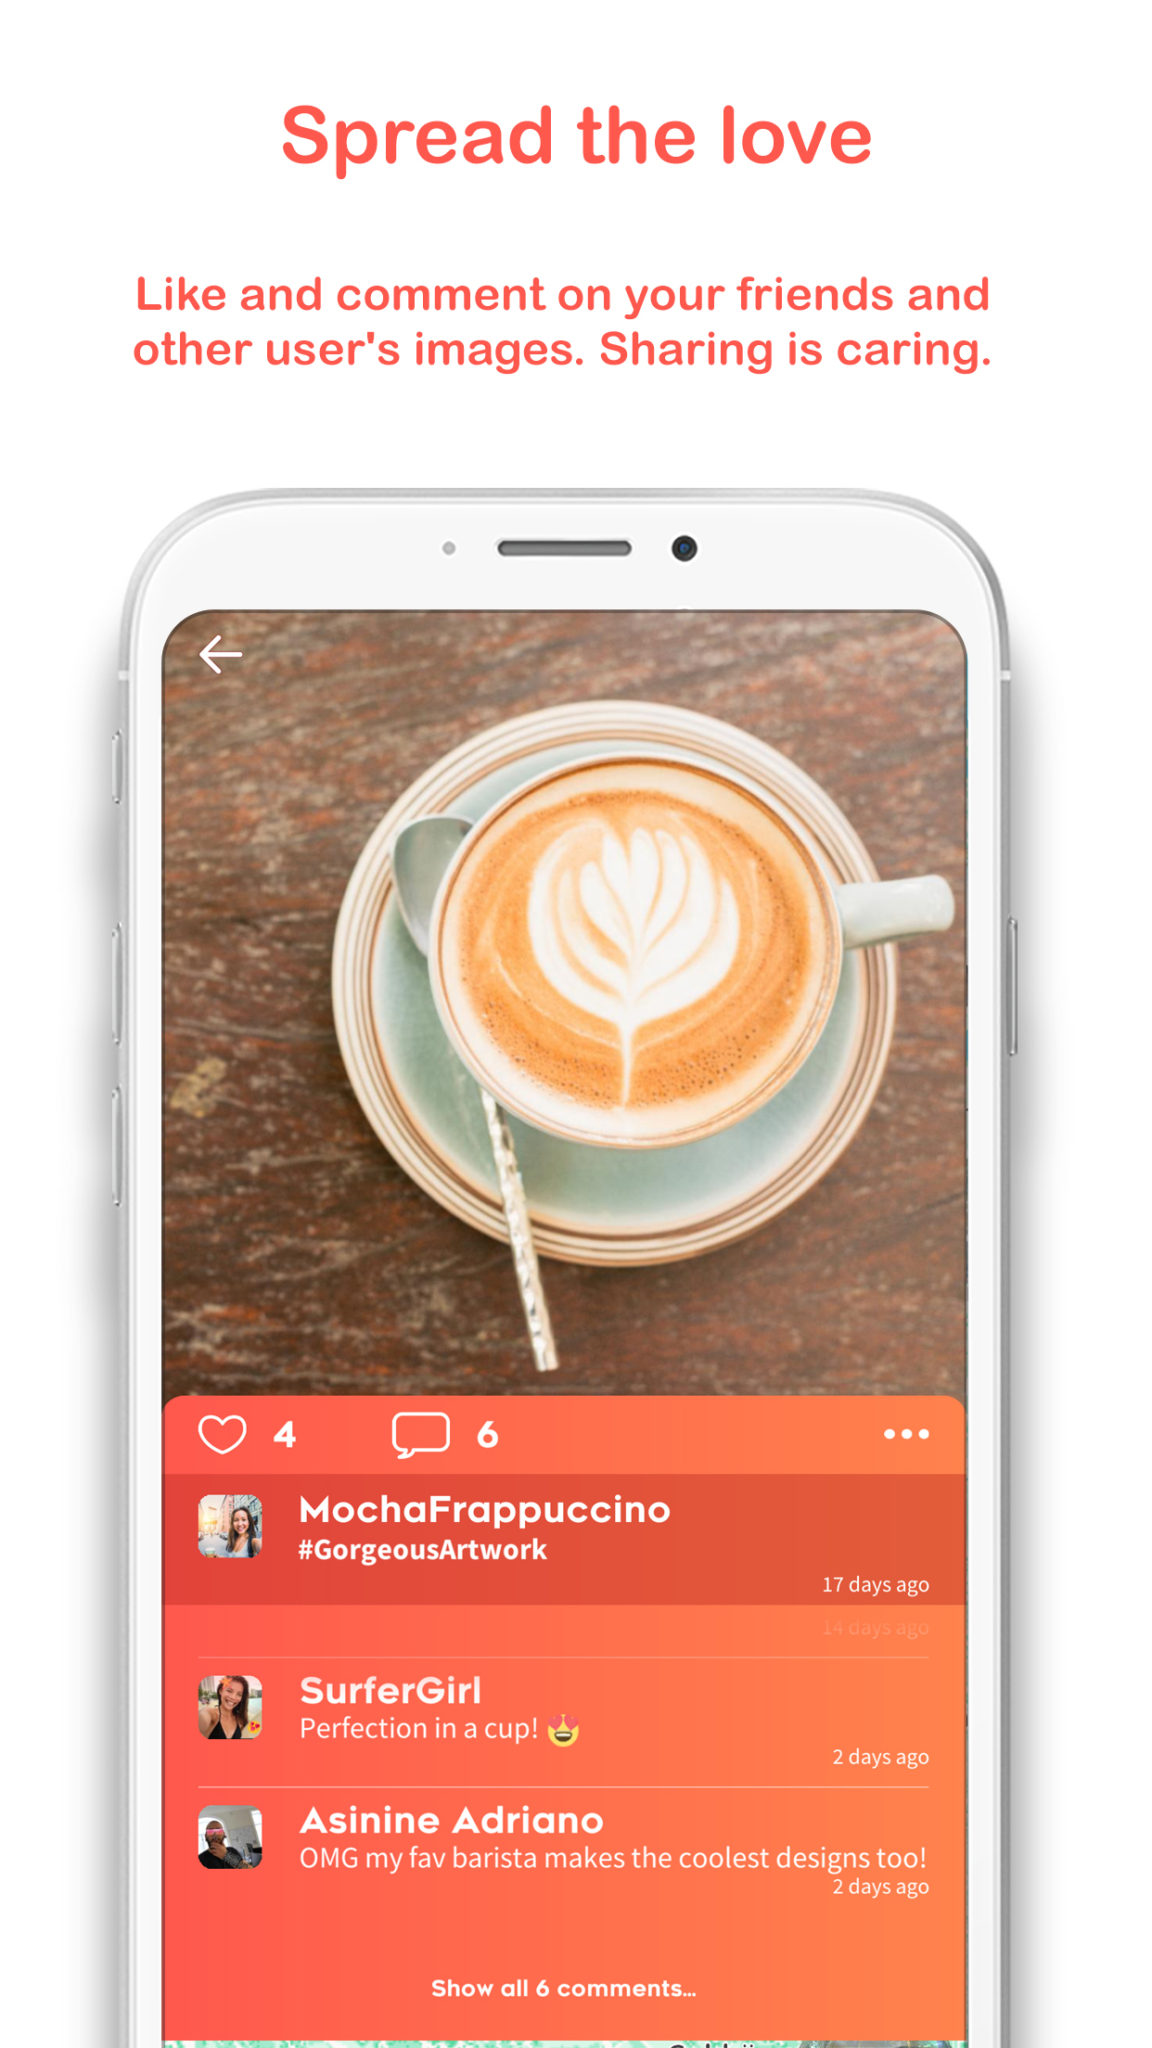 Spread the love
Like and comment on your friends and
other user's images. Sharing is caring.
4
6
MochaFrappuccino
#GorgeousArtwork
17 days ago
14 days ago
SurferGirl
Perfection in a cup! 😍
2 days ago
Asinine Adriano
OMG my fav barista makes the coolest designs too!
2 days ago
Show all 6 comments...